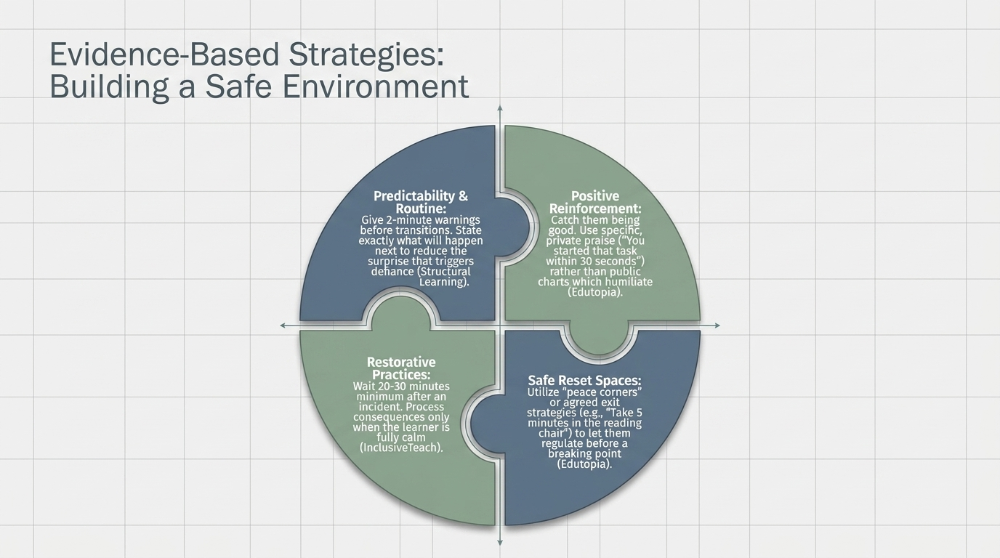 Evidence-Based Strategies:
Building a Safe Environment
Predictability &
Routine:
Give 2-minute warnings
before transitions. State
exactly what will happen
next to reduce the
surprise that triggers
defiance (Structural
Learning).
Positive
Reinforcement:
Catch them being
good. Use specific,
private praise (“You
started that task
within 30 seconds”)
rather than public
charts which humiliate
(Edutopia).
Restorative
Practices:
Wait 20-30 minutes
minimum after an
incident. Process
consequences only
when the learner is
fully calm
(InclusiveTeach).
Safe Reset Spaces:
Utilize “peace corners”
or agreed exit
strategies (e.g., “Take 5
minutes in the reading
chair”) to let them
regulate before a
breaking point
(Edutopia).